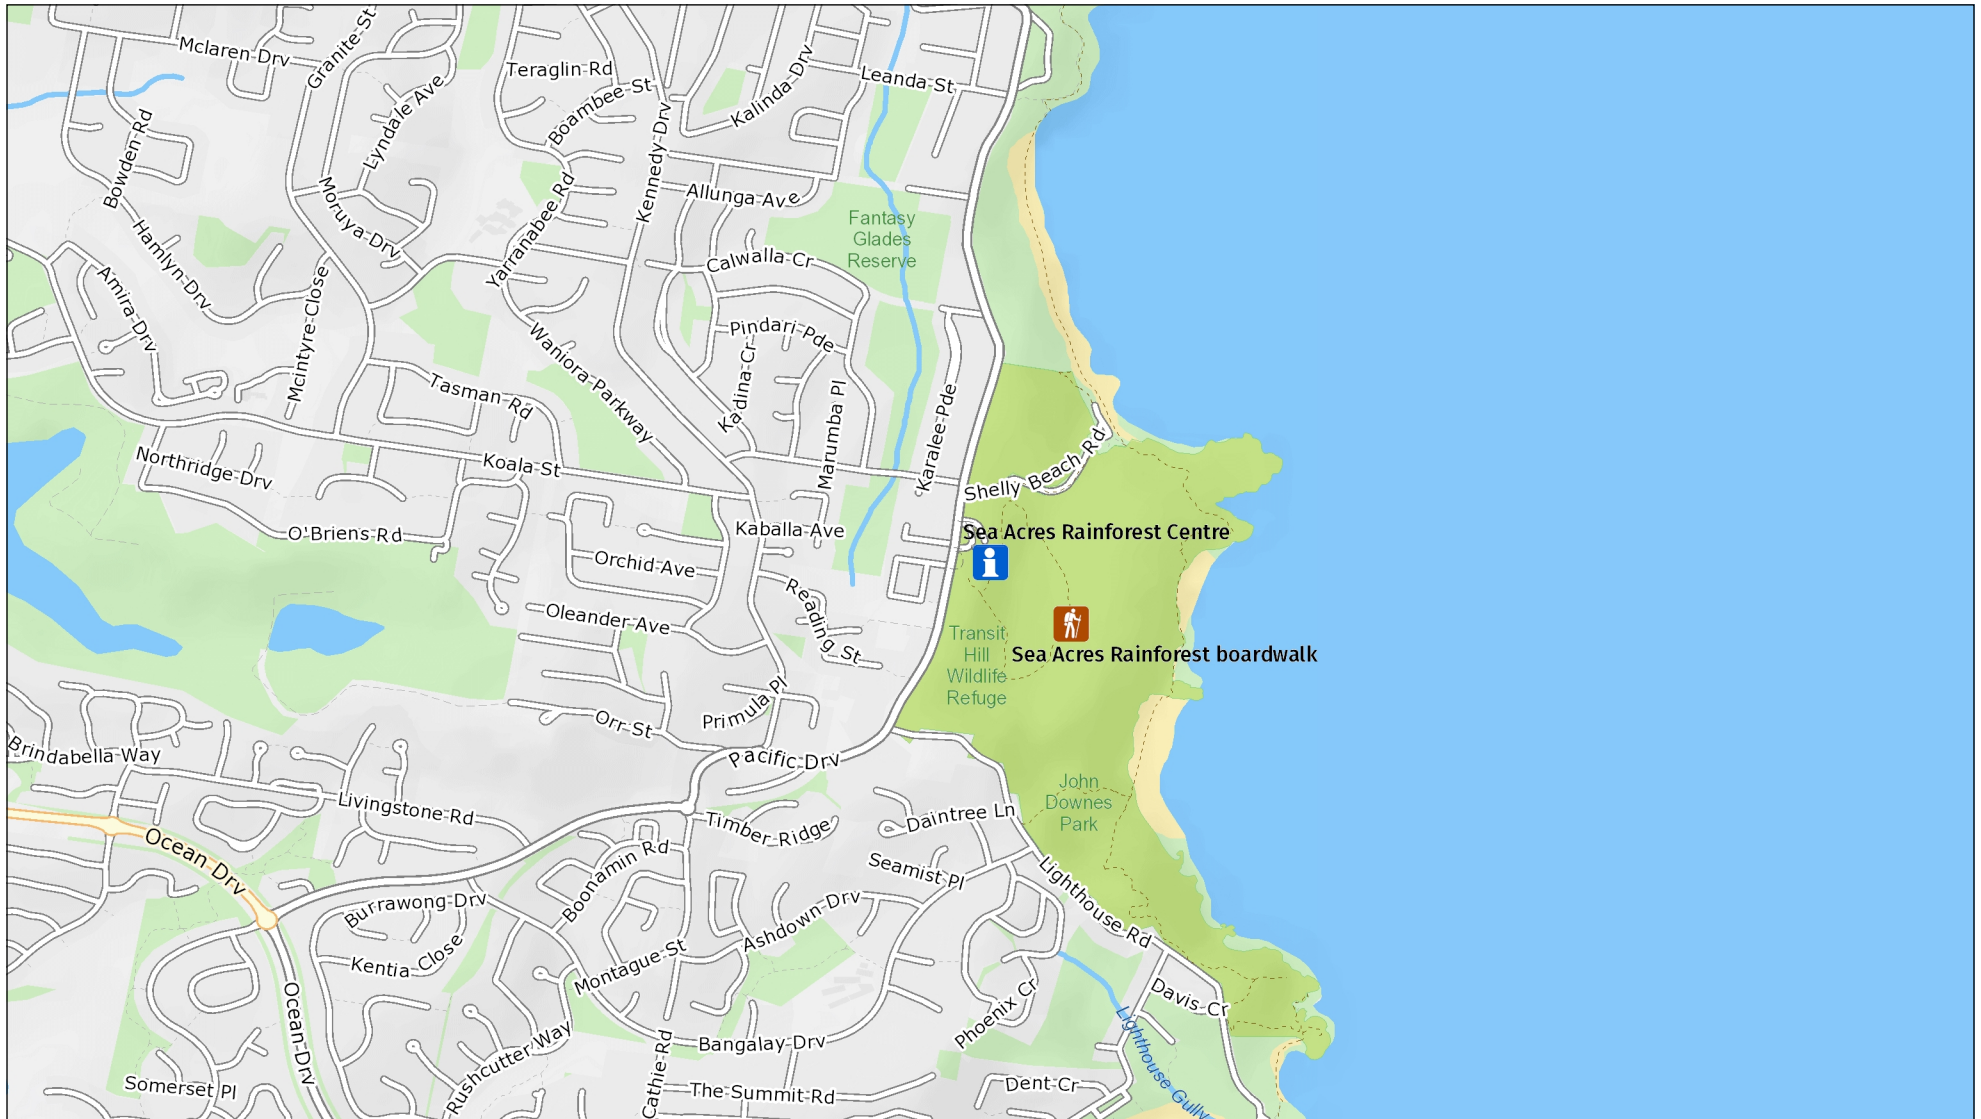 Mclaren Drv
Granite St
Teraglin Rd
Boambee St
Kalinda Drv
Leanda St
Lyndale Ave
Bowden Rd
Kennedy Drv
Allunga Ave
Moruya Drv
Yarranabee Rd
Fantasy
Glades
Reserve
Hamlyn Drv
Calwalla Cr
Amira Drv
McIntyre Close
Pindari Pde
Waniora Parkway
Kadina Cr
Tasman Rd
Marumba Pl
Karalee Pde
Northridge Drv
Koala St
Shelly Beach Rd
O'Briens Rd
Kaballa Ave
Sea Acres Rainforest Centre
Orchid Ave
Reading St
Oleander Ave
Transit
Hill
Wildlife
Refuge
Sea Acres Rainforest boardwalk
Primula Pl
Orr St
Brindabella Way
Pacific Drv
John
Downes
Park
Livingstone Rd
Timber Ridge
Daintree Ln
Ocean Drv
Boonamin Rd
Seamist Pl
Lighthouse Rd
Burrawong Drv
Ashdown Drv
Kentia Close
Montague St
Ocean Drv
Phoenix Cr
Davis Cr
Rushcutter Way
Cathie Rd
Bangalay Drv
Lighthouse Gully
Somerset Pl
The Summit Rd
Dent Cr